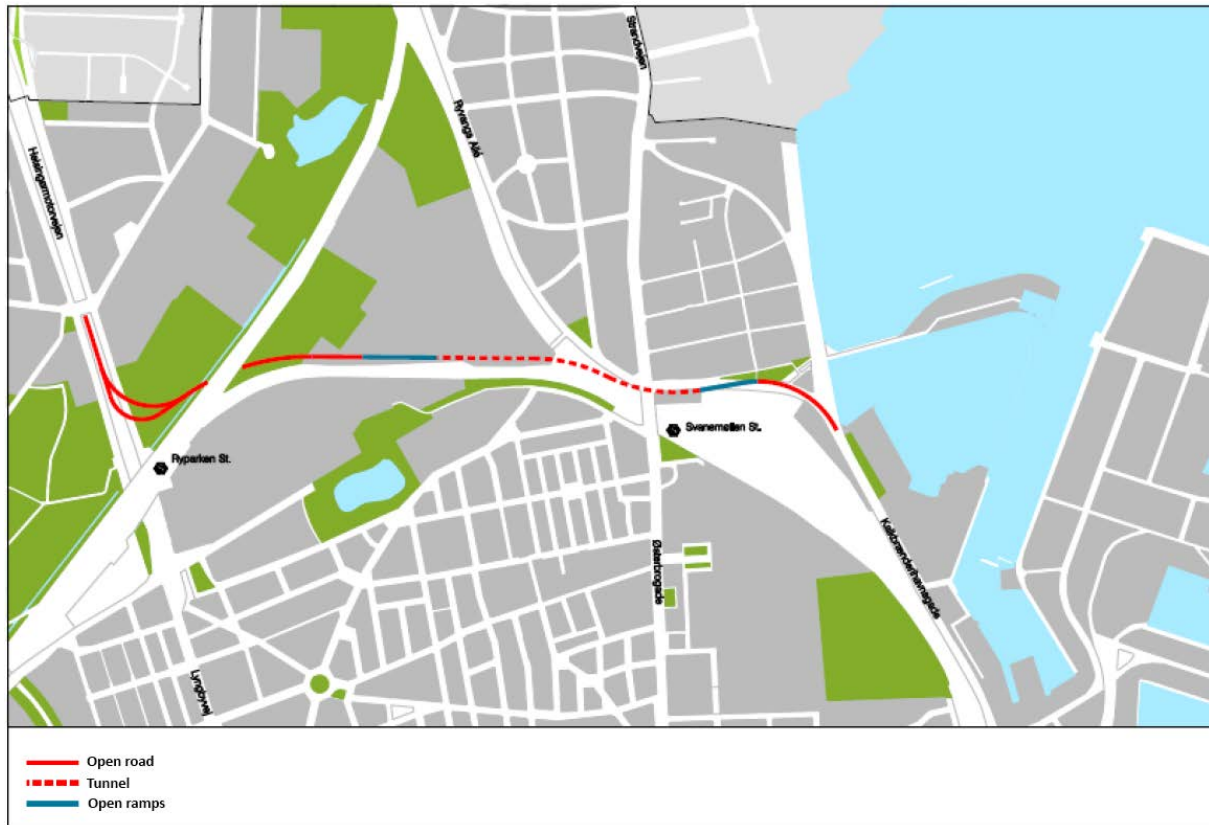 Strandvejen
Ryvangs Allé
Helsingørmotorvejen
Ryparken St.
Svanemøllen St.
Østerbrogade
Kalkbrænderihavnsgade
Lyngbyvej
Open road
Tunnel
Open ramps